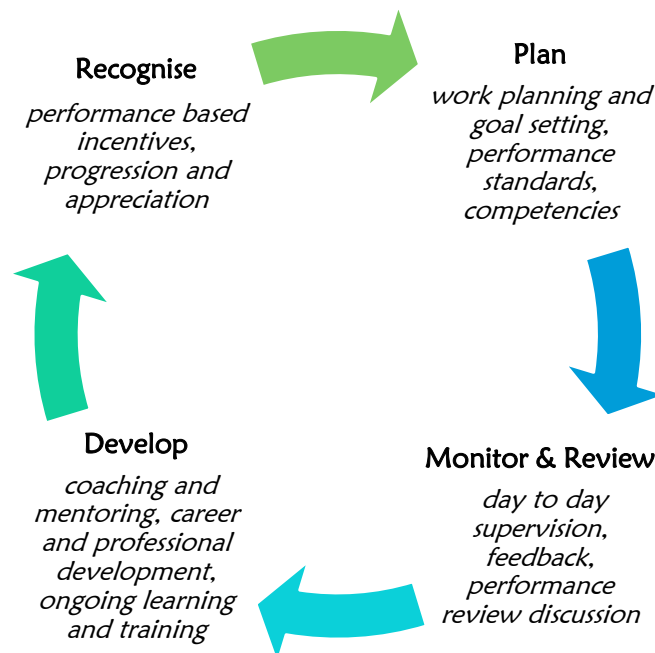 Recognise
performance based
incentives,
progression and
appreciation
Plan
work planning and
goal setting,
performance
standards,
competencies
Monitor & Review
day to day
supervision,
feedback,
performance
review discussion
Develop
coaching and
mentoring, career
and professional
development,
ongoing learning
and training